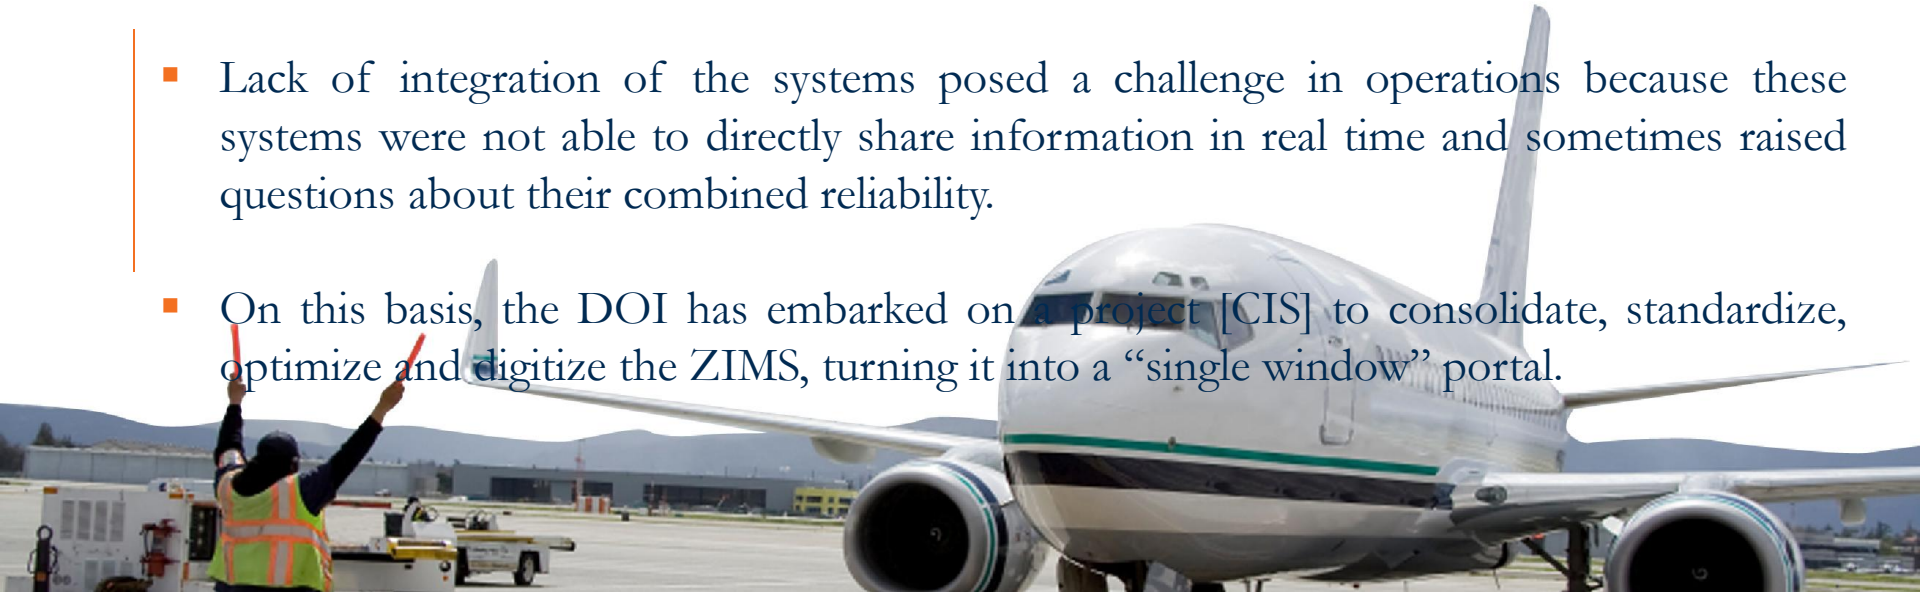 ▪ Lack of integration of the systems posed a challenge in operations because these
systems were not able to directly share information in real time and sometimes raised
questions about their combined reliability.
▪ On this basis, the DOI has embarked on a project [CIS] to consolidate, standardize,
optimize and digitize the ZIMS, turning it into a “single window” portal.